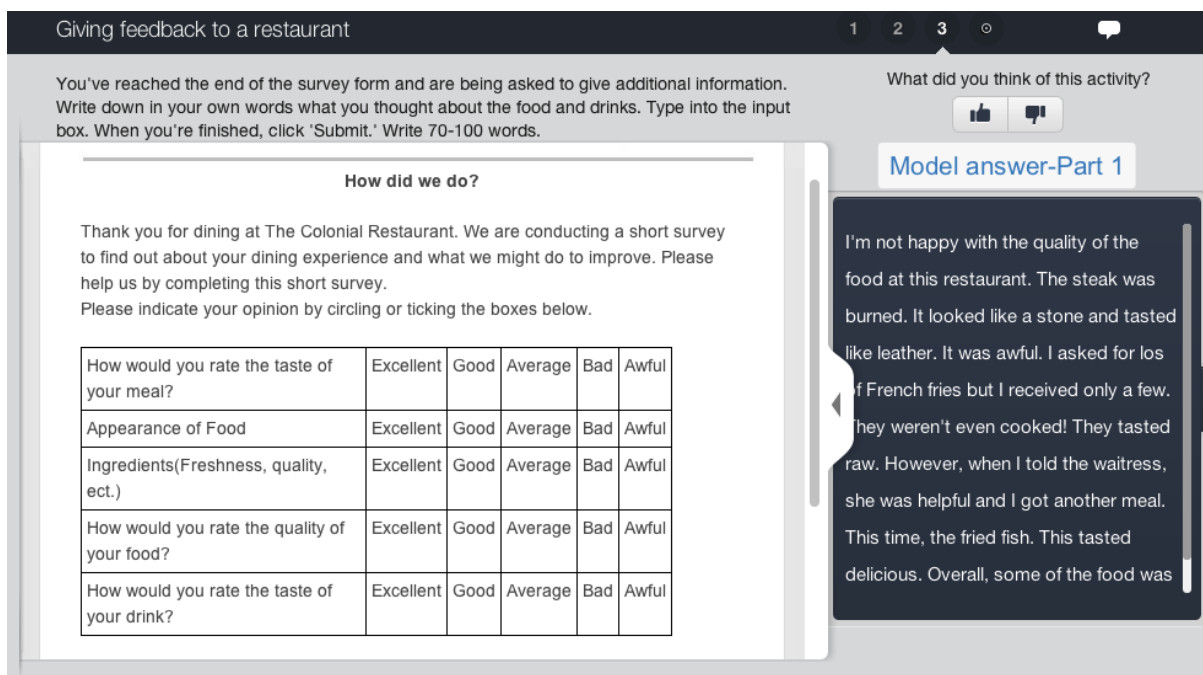 Giving feedback to a restaurant
1 2 3
You've reached the end of the survey form and are being asked to give additional information.
Write down in your own words what you thought about the food and drinks. Type into the input
box. When you're finished, click 'Submit.' Write 70-100 words.
How did we do?
Thank you for dining at The Colonial Restaurant. We are conducting a short survey
to find out about your dining experience and what we might do to improve. Please
help us by completing this short survey.
Please indicate your opinion by circling or ticking the boxes below.
How would you rate the taste of
your meal?
Excellent Good Average Bad Awful
Appearance of Food
Excellent Good Average Bad Awful
Ingredients(Freshness, quality,
ect.)
Excellent Good Average Bad Awful
How would you rate the quality of
your food?
Excellent Good Average Bad Awful
How would you rate the taste of
your drink?
Excellent Good Average Bad Awful
What did you think of this activity?
Model answer-Part 1
I'm not happy with the quality of the
food at this restaurant. The steak was
burned. It looked like a stone and tasted
like leather. It was awful. I asked for los
of French fries but I received only a few.
They weren't even cooked! They tasted
raw. However, when I told the waitress,
she was helpful and I got another meal.
This time, the fried fish. This tasted
delicious. Overall, some of the food was